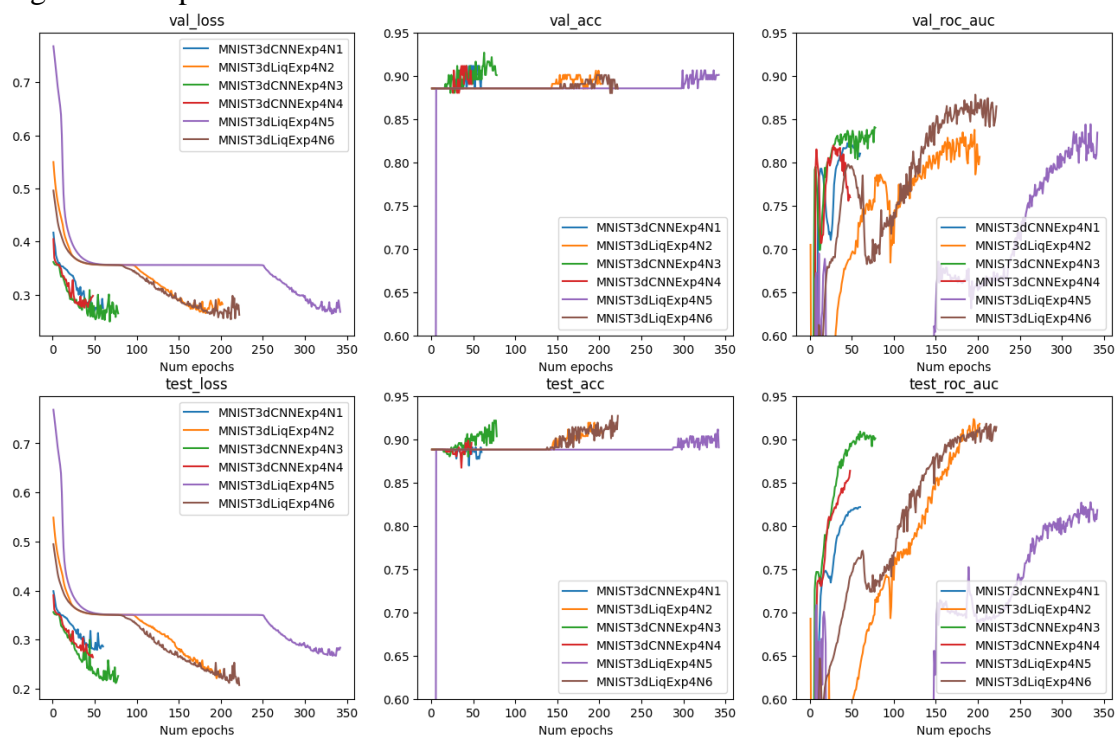 val_loss
val_acc
val_roc_auc
0.7
0.6
0.5
0.4
0.3
MNIST3dCNNExp4N1
MNIST3dLiqExp4N2
MNIST3dCNNExp4N3
MNIST3dCNNExp4N4
MNIST3dLiqExp4N5
MNIST3dLiqExp4N6
0 50 100 150 200 250 300 350
Num epochs
0.95
0.90
0.85
0.80
0.75
0.70
0.65
0.60
MNIST3dCNNExp4N1
MNIST3dLiqExp4N2
MNIST3dCNNExp4N3
MNIST3dCNNExp4N4
MNIST3dLiqExp4N5
MNIST3dLiqExp4N6
0 50 100 150 200 250 300 350
Num epochs
0.95
0.90
0.85
0.80
0.75
0.70
0.65
0.60
MNIST3dCNNExp4N1
MNIST3dLiqExp4N2
MNIST3dCNNExp4N3
MNIST3dCNNExp4N4
MNIST3dLiqExp4N5
MNIST3dLiqExp4N6
0 50 100 150 200 250 300 350
Num epochs
test_loss
test_acc
test_roc_auc
0.7
0.6
0.5
0.4
0.3
0.2
MNIST3dCNNExp4N1
MNIST3dLiqExp4N2
MNIST3dCNNExp4N3
MNIST3dCNNExp4N4
MNIST3dLiqExp4N5
MNIST3dLiqExp4N6
0 50 100 150 200 250 300 350
Num epochs
0.95
0.90
0.85
0.80
0.75
0.70
0.65
0.60
MNIST3dCNNExp4N1
MNIST3dLiqExp4N2
MNIST3dCNNExp4N3
MNIST3dCNNExp4N4
MNIST3dLiqExp4N5
MNIST3dLiqExp4N6
0 50 100 150 200 250 300 350
Num epochs
0.95
0.90
0.85
0.80
0.75
0.70
0.65
0.60
MNIST3dCNNExp4N1
MNIST3dLiqExp4N2
MNIST3dCNNExp4N3
MNIST3dCNNExp4N4
MNIST3dLiqExp4N5
MNIST3dLiqExp4N6
0 50 100 150 200 250 300 350
Num epochs